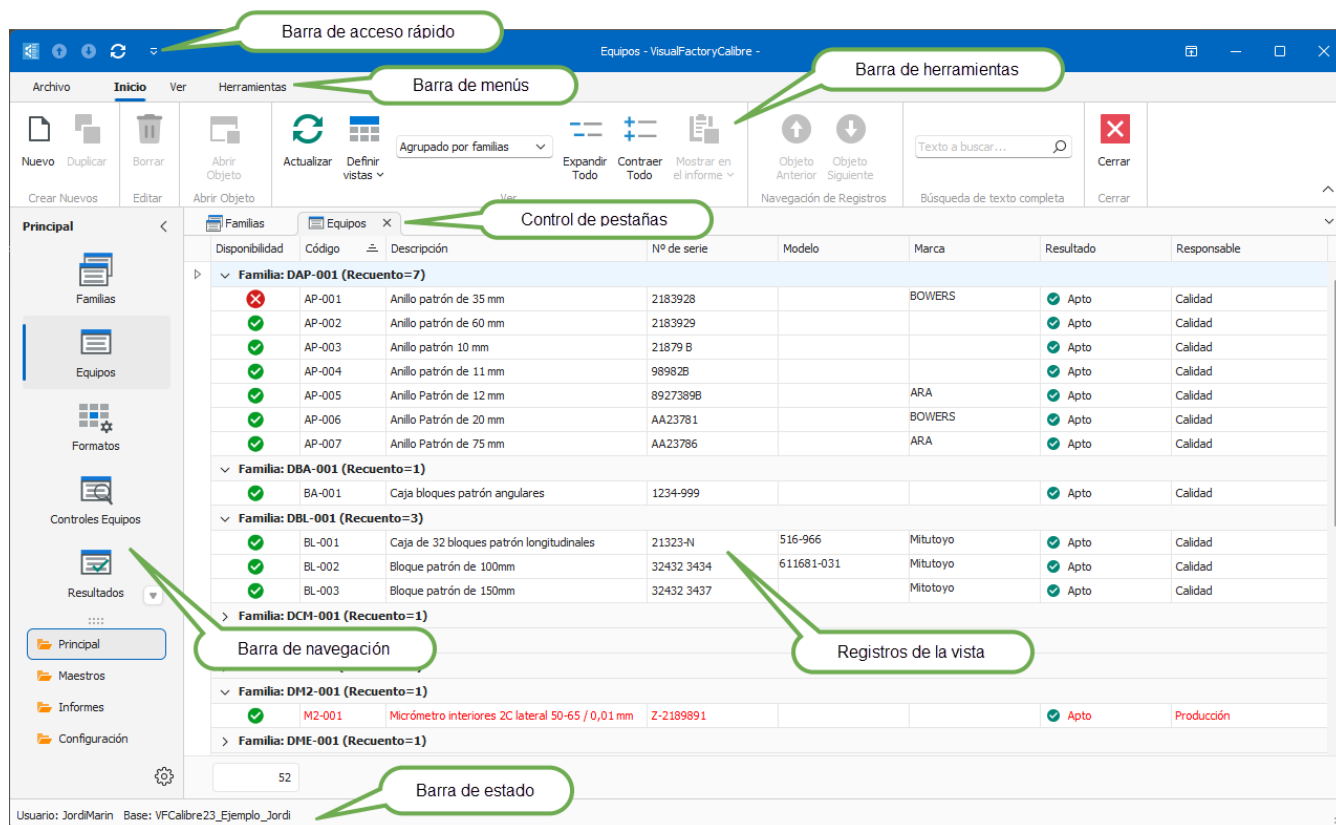 Barra de acceso rápido
Equipos - VisualFactoryCalibre -
Archivo Inicio Ver Herramientas
Barra de menús
Barra de herramientas
Nuevo Duplicar Borrar Abrir Objeto Actualizar Definir vistas Agrupado por familias Expandir Todo Contraer Todo Mostrar en el informe Objeto Anterior Objeto Siguiente Texto a buscar... Cerrar
Crear Nuevos Editar Abrir Objeto Ver Navegación de Registros Búsqueda de texto completa Cerrar
Principal
Familias Equipos
Control de pestañas
Disponibilidad Código Descripción Nº de serie Modelo Marca Resultado Responsable
Familia: DAP-001 (Recuento=7)
AP-001 Anillo patrón de 35 mm 2183928 BOWERS Apto Calidad
AP-002 Anillo patrón de 60 mm 2183929 Apto Calidad
AP-003 Anillo patrón 10 mm 21879 B Apto Calidad
AP-004 Anillo patrón de 11 mm 98982B Apto Calidad
AP-005 Anillo Patrón de 12 mm 8927389B ARA Apto Calidad
AP-006 Anillo Patrón de 20 mm AA23781 BOWERS Apto Calidad
AP-007 Anillo Patrón de 75 mm AA23786 ARA Apto Calidad
Familia: DBA-001 (Recuento=1)
BA-001 Caja bloques patrón angulares 1234-999 Apto Calidad
Familia: DBL-001 (Recuento=3)
BL-001 Caja de 32 bloques patrón longitudinales 21323-N 516-966 Mitutoyo Apto Calidad
BL-002 Bloque patrón de 100mm 32432 3434 611681-031 Mitutoyo Apto Calidad
BL-003 Bloque patrón de 150mm 32432 3437 Mitotoyo Apto Calidad
Familia: DCM-001 (Recuento=1)
Registros de la vista
Familia: DM2-001 (Recuento=1)
M2-001 Micrómetro interiores 2C lateral 50-65 / 0,01 mm Z-2189891 Apto Producción
Familia: DME-001 (Recuento=1)
52
Familias
Equipos
Formatos
Controles Equipos
Resultados
Barra de navegación
Principal
Maestros
Informes
Configuración
Barra de estado
Usuario: JordiMarin Base: VFCalibre23_Ejemplo_Jordi